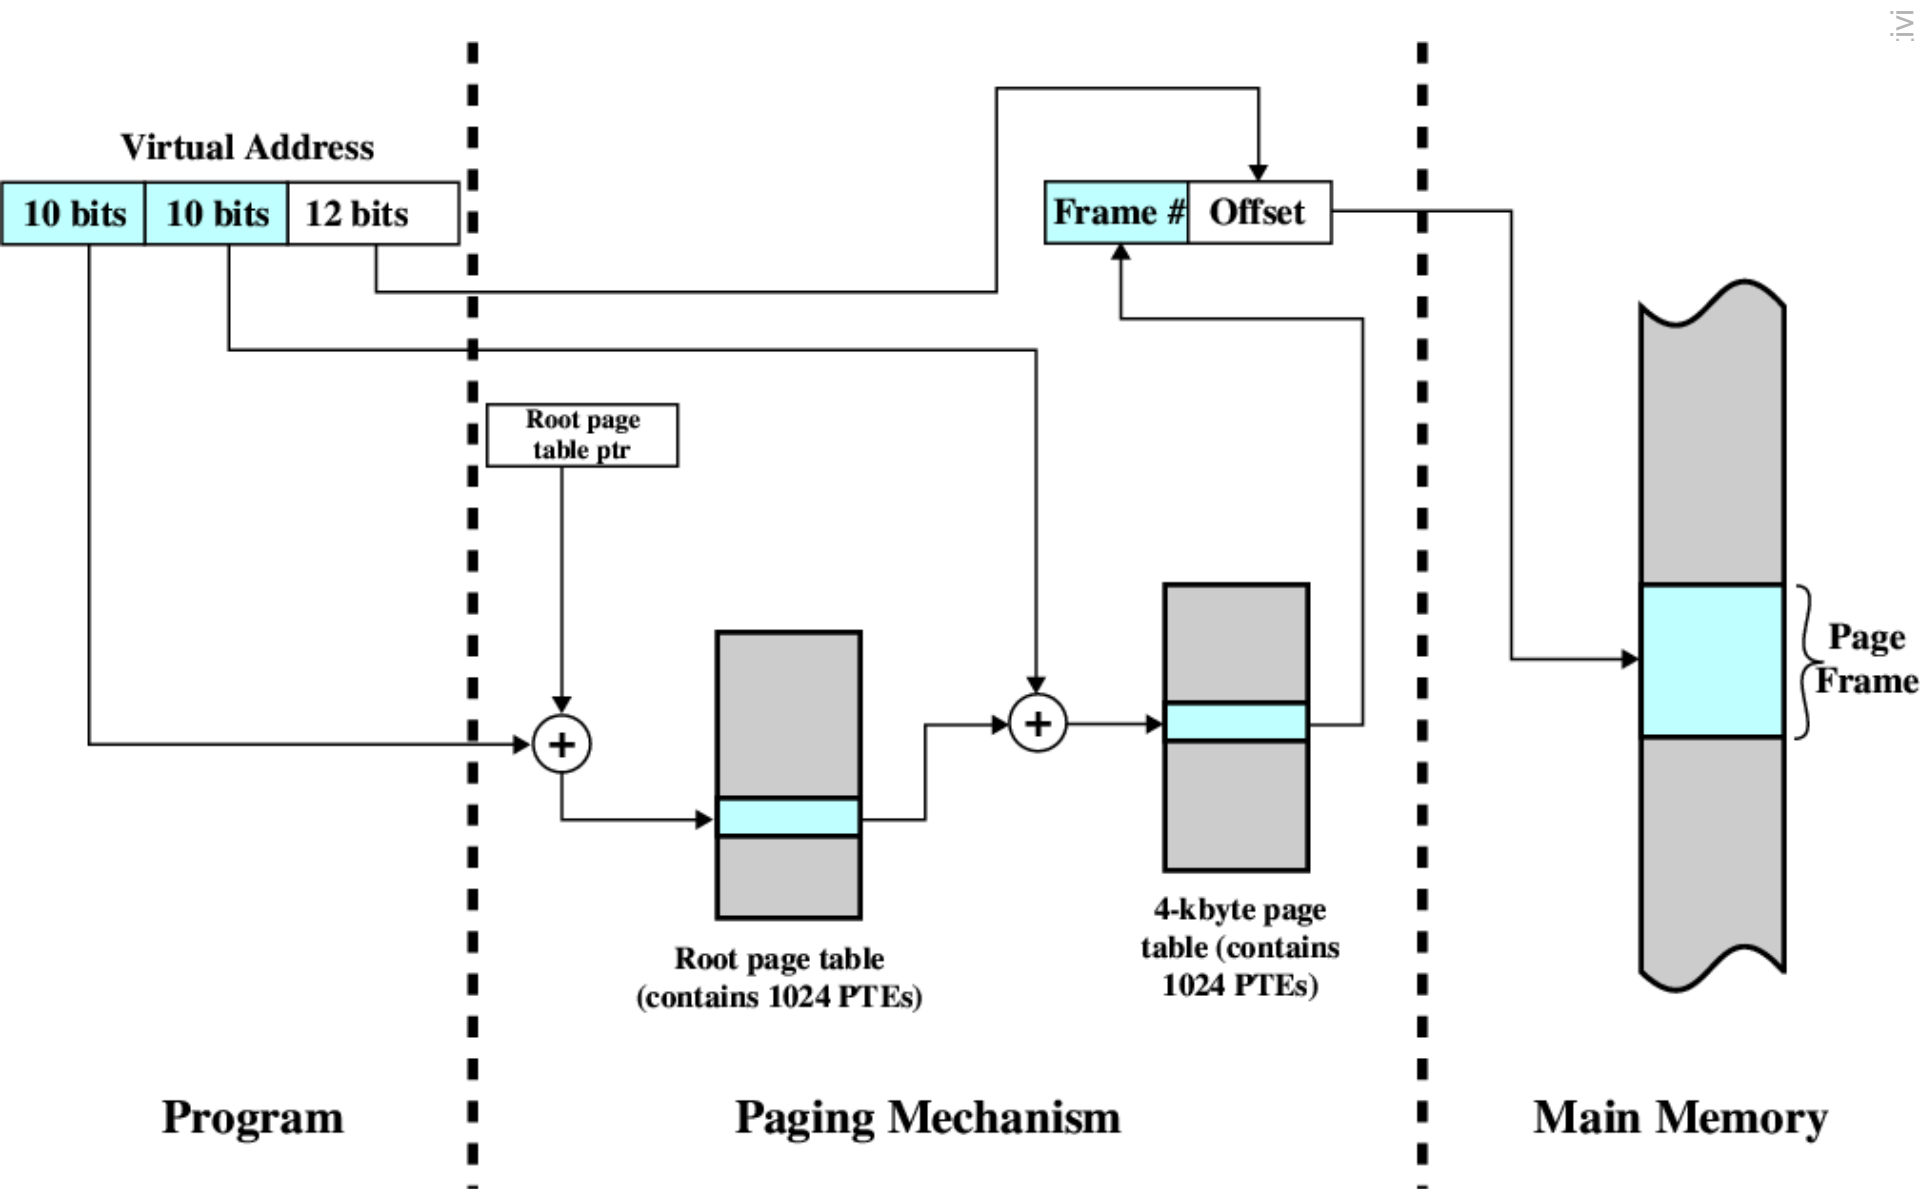 Virtual Address
10 bits 10 bits 12 bits
Frame # Offset
Root page
table ptr
+
+
Page
Frame
Root page table
(contains 1024 PTEs)
4-kbyte page
table (contains
1024 PTEs)
Program
Paging Mechanism
Main Memory